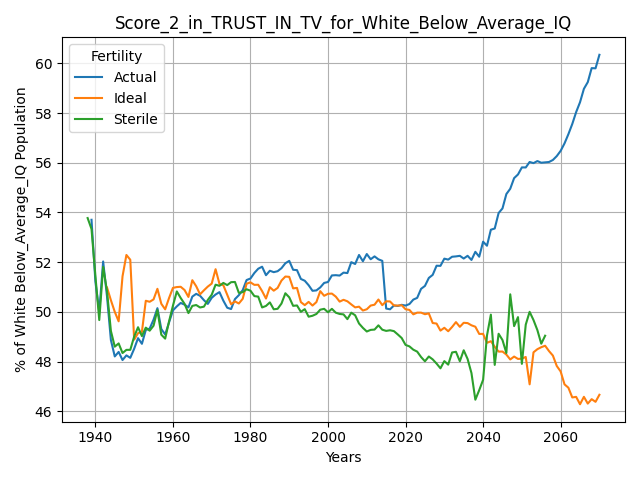 Score_2_in_TRUST_IN_TV_for_White_Below_Average_IQ
% of White Below_Average_IQ Population
60
58
56
54
52
50
48
46
Fertility
Actual
Ideal
Sterile
1940 1960 1980 2000 2020 2040 2060
Years